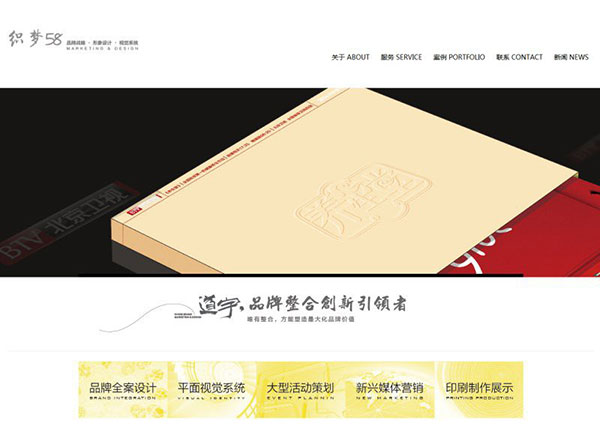 织梦58 品牌战略·形象设计·视觉系统
MARKETING & DESIGN
关于 ABOUT 服务 SERVICE 案例 PORTFOLIO 联系 CONTACT 新闻 NEWS
BTV
BTV 北京卫视
道宇,品牌整合創新引领者
唯有整合，方能塑造最大化品牌价值
品牌全案设计 平面视觉系统 大型活动策划 新兴媒体营销 印刷制作展示
BRAND INTEGRATION VISUAL IDENTITY EVENT PLANNIN NEW MARKETING PRINTING PRODUCTION